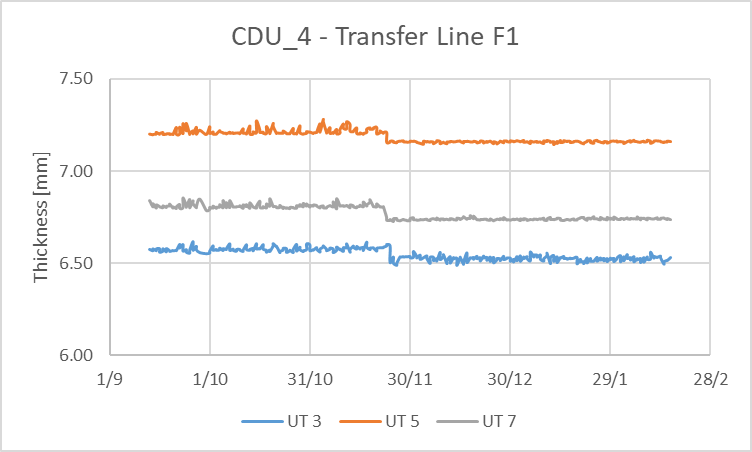 CDU_4 - Transfer Line F1
Thickness [mm]
7.50
7.00
6.50
6.00
1/9 1/10 31/10 30/11 30/12 29/1 28/2
UT 3 UT 5 UT 7